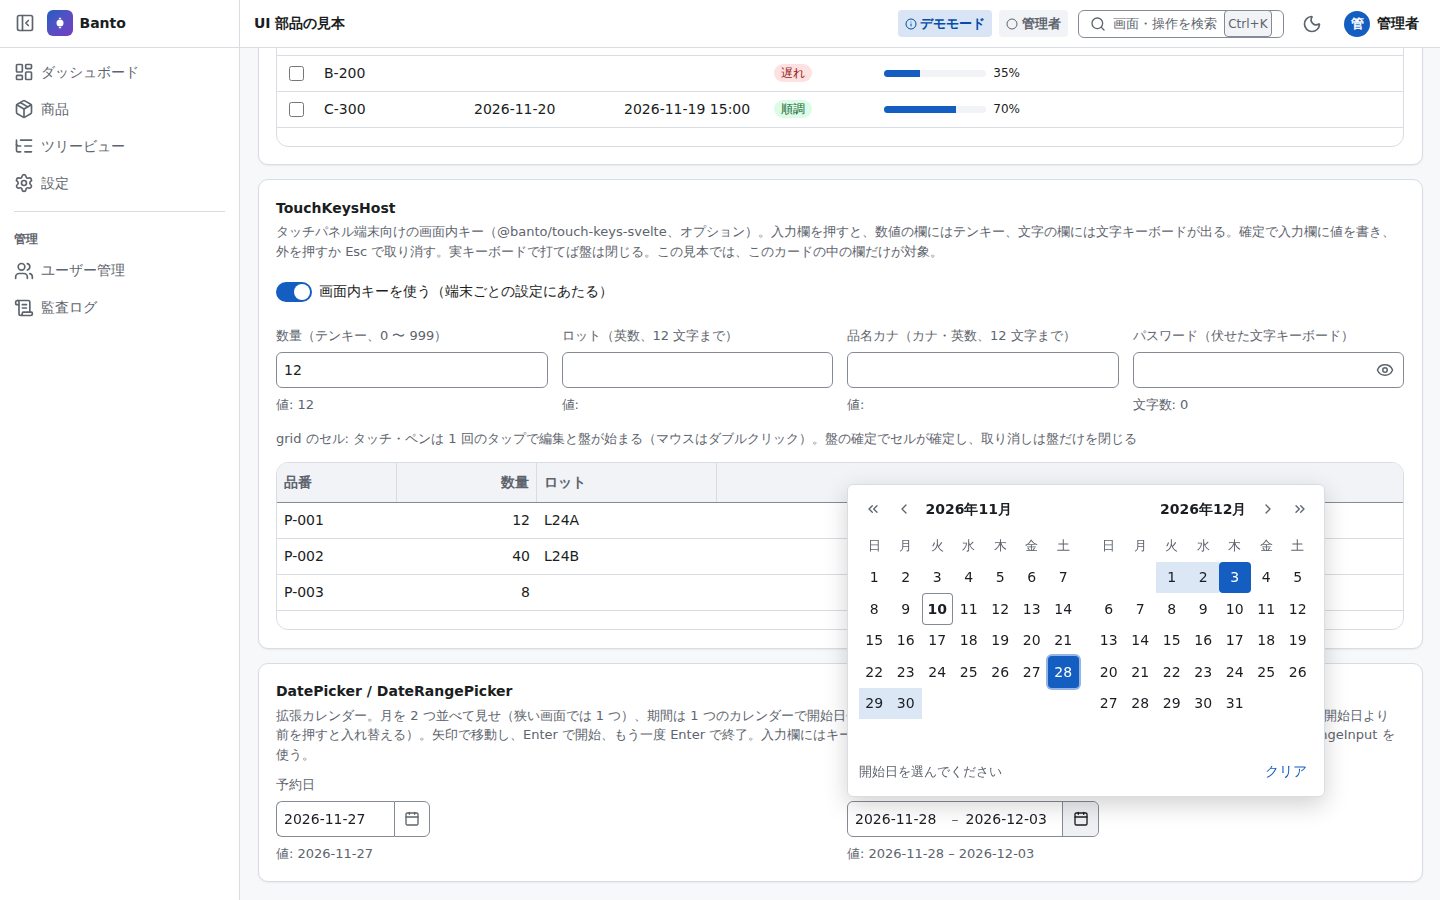 Banto
UI 部品の見本
デモモード
管理者
画面・操作を検索
Ctrl+K
管
管理者
ダッシュボード
商品
ツリービュー
設定
管理
ユーザー管理
監査ログ
B-200
遅れ
35%
C-300
2026-11-20
2026-11-19 15:00
順調
70%
TouchKeysHost
タッチパネル端末向けの画面内キー（@banto/touch-keys-svelte、オプション）。入力欄を押すと、数値の欄にはテンキー、文字の欄には文字キーボードが出る。確定で入力欄に値を書き、
外を押すか Esc で取り消す。実キーボードで打てば盤は閉じる。この見本では、このカードの中の欄だけが対象。
画面内キーを使う（端末ごとの設定にあたる）
数量（テンキー、0 〜 999）
ロット（英数、12 文字まで）
品名カナ（カナ・英数、12 文字まで）
パスワード（伏せた文字キーボード）
12
値: 12
値:
値:
文字数: 0
grid のセル: タッチ・ペンは 1 回のタップで編集と盤が始まる（マウスはダブルクリック）。盤の確定でセルが確定し、取り消しは盤だけを閉じる
品番
数量
ロット
P-001
12
L24A
P-002
40
L24B
P-003
8
2026年11月
2026年12月
日 月 火 水 木 金 土
日 月 火 水 木 金 土
1 2 3 4 5 6 7
1 2 3 4 5
8 9 10 11 12 13 14
6 7 8 9 10 11 12
15 16 17 18 19 20 21
13 14 15 16 17 18 19
22 23 24 25 26 27 28
20 21 22 23 24 25 26
29 30
27 28 29 30 31
開始日を選んでください
クリア
DatePicker / DateRangePicker
拡張カレンダー。月を 2 つ並べて見せ（狭い画面では 1 つ）、期間は 1 つのカレンダーで開始日
開始日より
前を押すと入れ替える）。矢印で移動し、Enter で開始、もう一度 Enter で終了。入力欄にはキー
ngeInput を
使う。
予約日
2026-11-27
2026-11-28 – 2026-12-03
値: 2026-11-27
値: 2026-11-28 – 2026-12-03